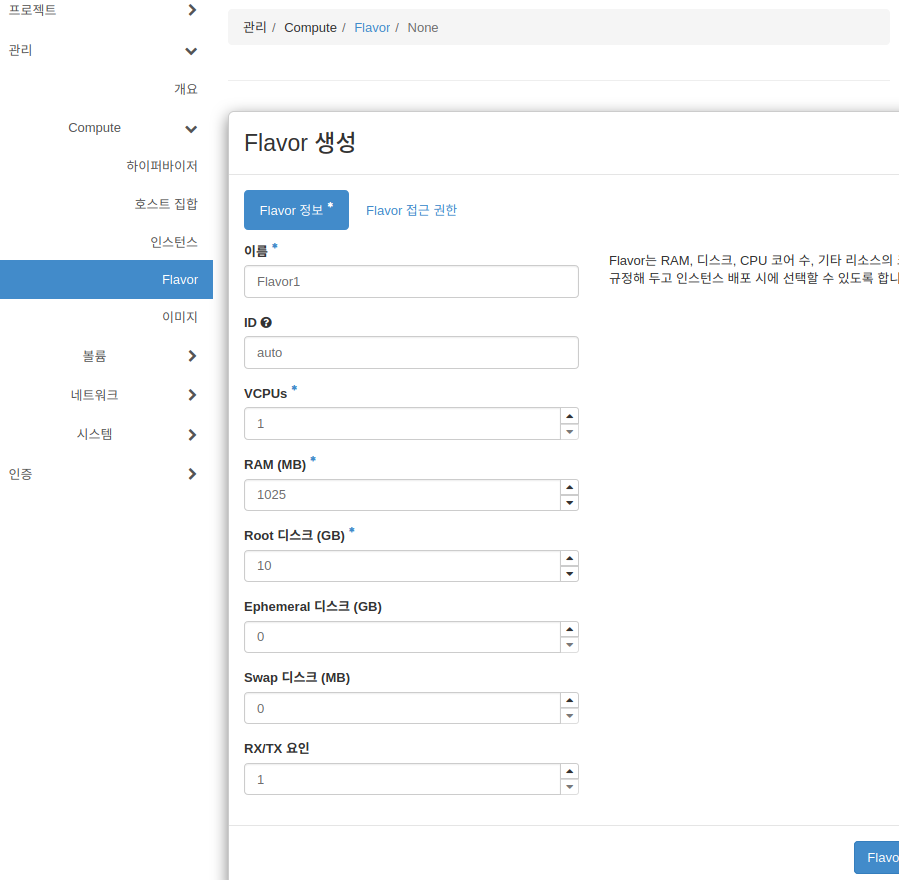 프로젝트
관리
개요
Compute
하이퍼바이저
호스트 집합
인스턴스
Flavor
이미지
볼륨
네트워크
시스템
인증
관리 / Compute / Flavor / None
Flavor 생성
Flavor 정보 *
Flavor 접근 권한
이름 *
Flavor1
Flavor는 RAM, 디스크, CPU 코어 수, 기타 리소스의
규정해 두고 인스턴스 배포 시에 선택할 수 있도록 합니
ID ?
auto
VCPUs *
1
RAM (MB) *
1025
Root 디스크 (GB) *
10
Ephemeral 디스크 (GB)
0
Swap 디스크 (MB)
0
RX/TX 요인
1
Flavo